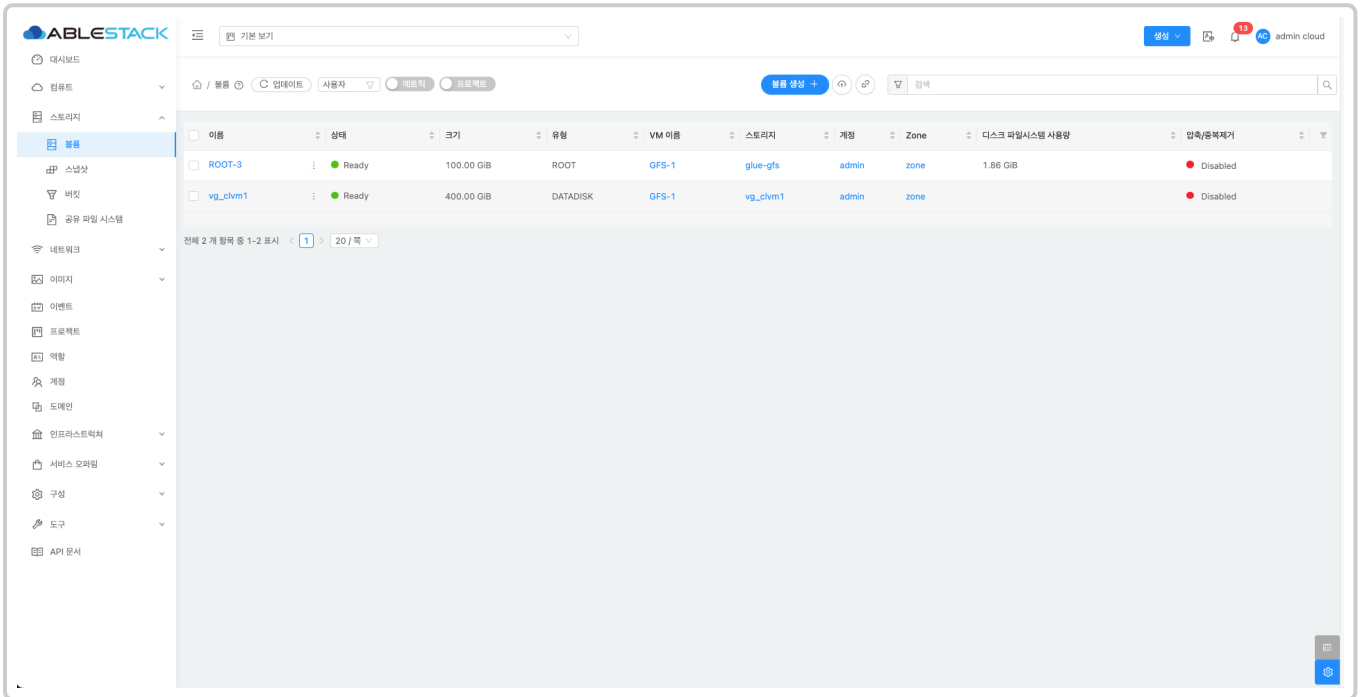 ABLESTACK
기본 보기
생성
13
AC
admin cloud
대시보드
컴퓨트
스토리지
볼륨
스냅샷
버킷
공유 파일 시스템
네트워크
이미지
이벤트
프로젝트
역할
계정
도메인
인프라스트럭쳐
서비스 오퍼링
구성
도구
API 문서
/ 볼륨
업데이트
사용자
메트릭
프로젝트
볼륨 생성 +
검색
이름 상태 크기 유형 VM 이름 스토리지 계정 Zone 디스크 파일시스템 사용량 압축/중복제거
ROOT-3 Ready 100.00 GiB ROOT GFS-1 glue-gfs admin zone 1.86 GiB Disabled
vg_clvm1 Ready 400.00 GiB DATADISK GFS-1 vg_clvm1 admin zone Disabled
전체 2 개 항목 중 1-2 표시 < 1 > 20 / 쪽